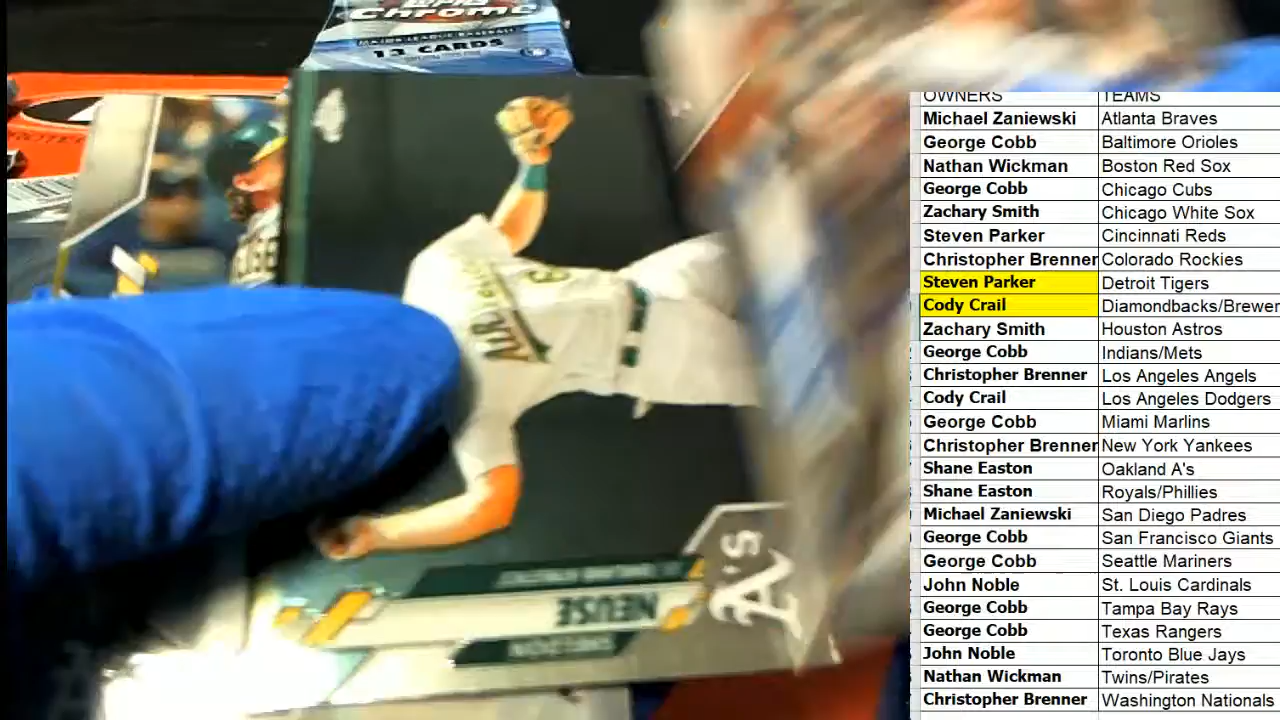 Chrome
MAJOR LEAGUE BASEBALL
13 CARDS
A'S
SHELDON
NEUSE
OWNERS TEAMS
Michael Zaniewski Atlanta Braves
George Cobb Baltimore Orioles
Nathan Wickman Boston Red Sox
George Cobb Chicago Cubs
Zachary Smith Chicago White Sox
Steven Parker Cincinnati Reds
Christopher Brenner Colorado Rockies
Steven Parker Detroit Tigers
Cody Crail Diamondbacks/Brewer
Zachary Smith Houston Astros
George Cobb Indians/Mets
Christopher Brenner Los Angeles Angels
Cody Crail Los Angeles Dodgers
George Cobb Miami Marlins
Christopher Brenner New York Yankees
Shane Easton Oakland A's
Shane Easton Royals/Phillies
Michael Zaniewski San Diego Padres
George Cobb San Francisco Giants
George Cobb Seattle Mariners
John Noble St. Louis Cardinals
George Cobb Tampa Bay Rays
George Cobb Texas Rangers
John Noble Toronto Blue Jays
Nathan Wickman Twins/Pirates
Christopher Brenner Washington Nationals